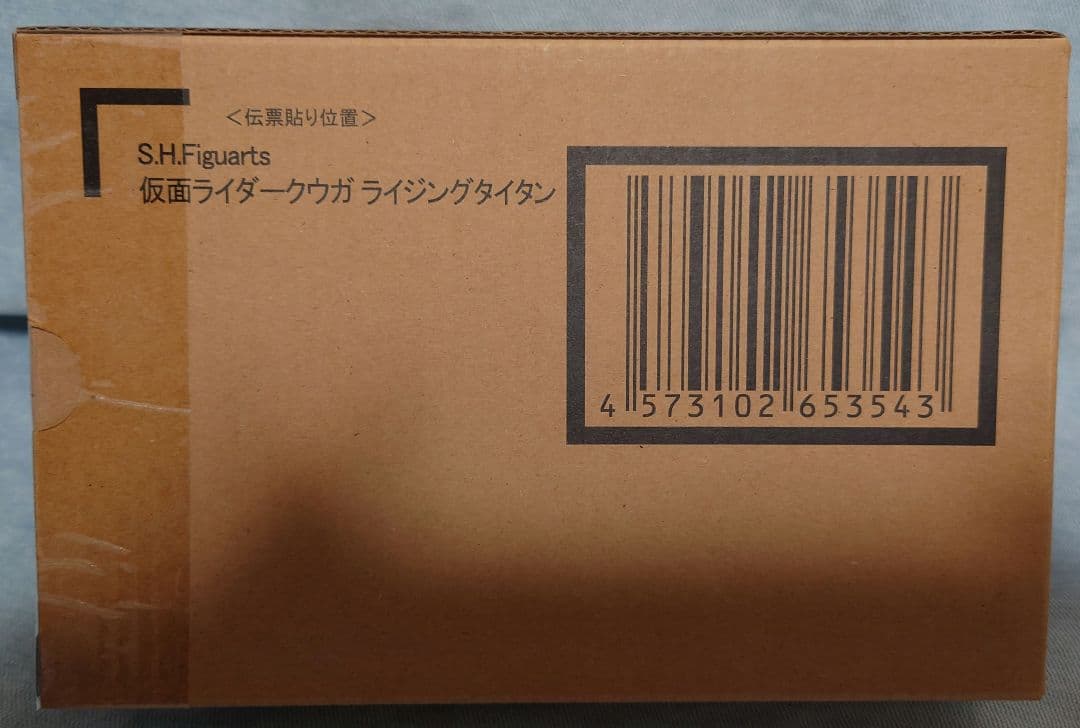 ＜伝票貼り位置＞
S.H.Figuarts
仮面ライダークウガ ライジングタイタン
4 573102 653543